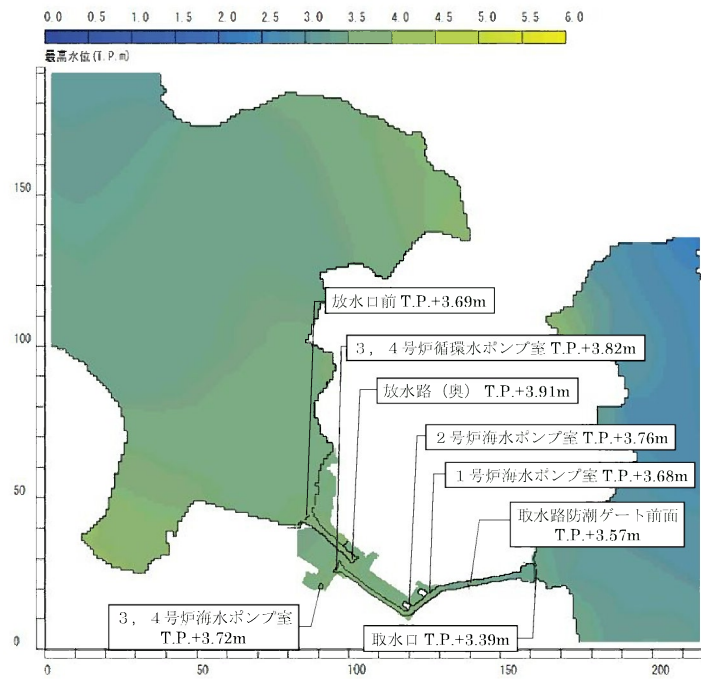 0.0 0.5 1.0 1.5 2.0 2.5 3.0 3.5 4.0 4.5 5.0 5.5 6.0
最高水位(T.P.m)
150
100
50
0
放水口前 T.P.+3.69m
3,4号炉循環水ポンプ室 T.P.+3.82m
放水路(奥) T.P.+3.91m
2号炉海水ポンプ室 T.P.+3.76m
1号炉海水ポンプ室 T.P.+3.68m
取水路防潮ゲート前面
T.P.+3.57m
3,4号炉海水ポンプ室
T.P.+3.72m
取水口 T.P.+3.39m
0 50 100 150 200